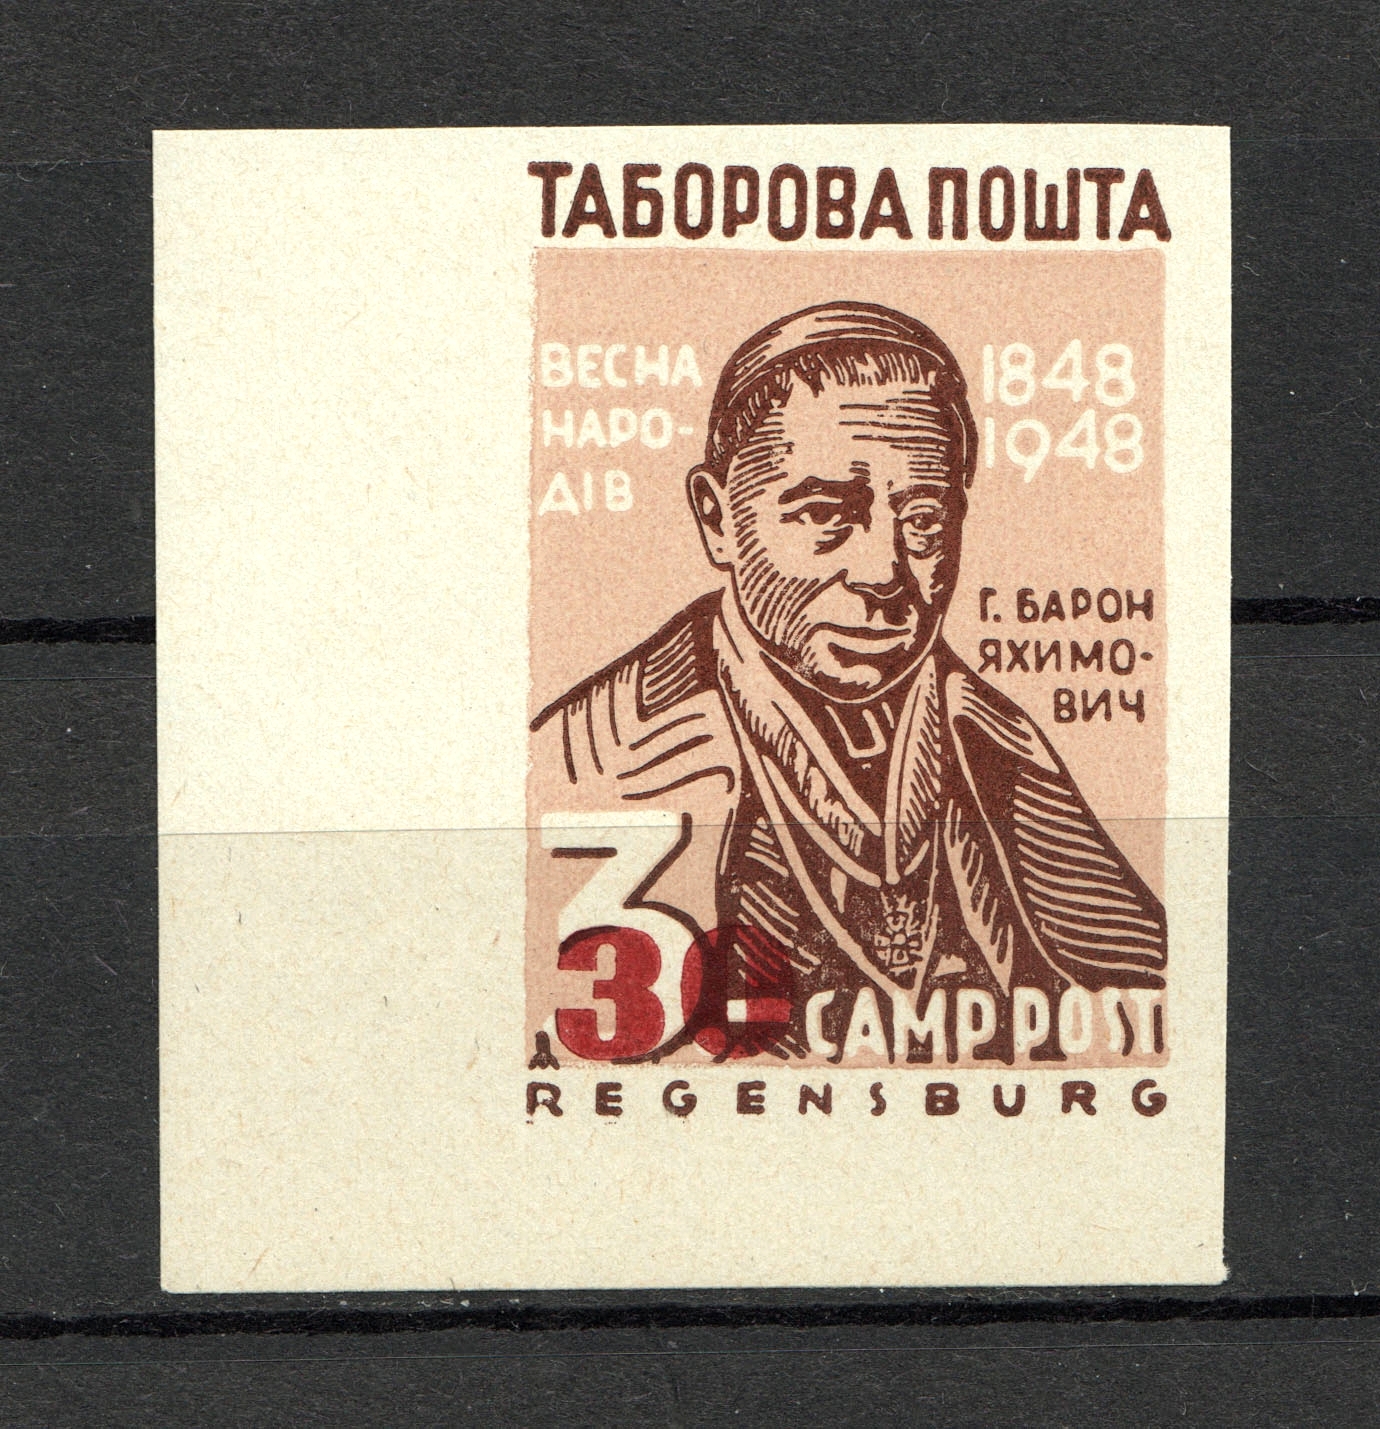 ТАБОРОВА ПОШТА
ВЕСНА
НАРО-
ДІВ
1848
1948
Г. БАРОН
ЯХИМО-
ВИЧ
3.-
30
CAMP POST
REGENSBURG